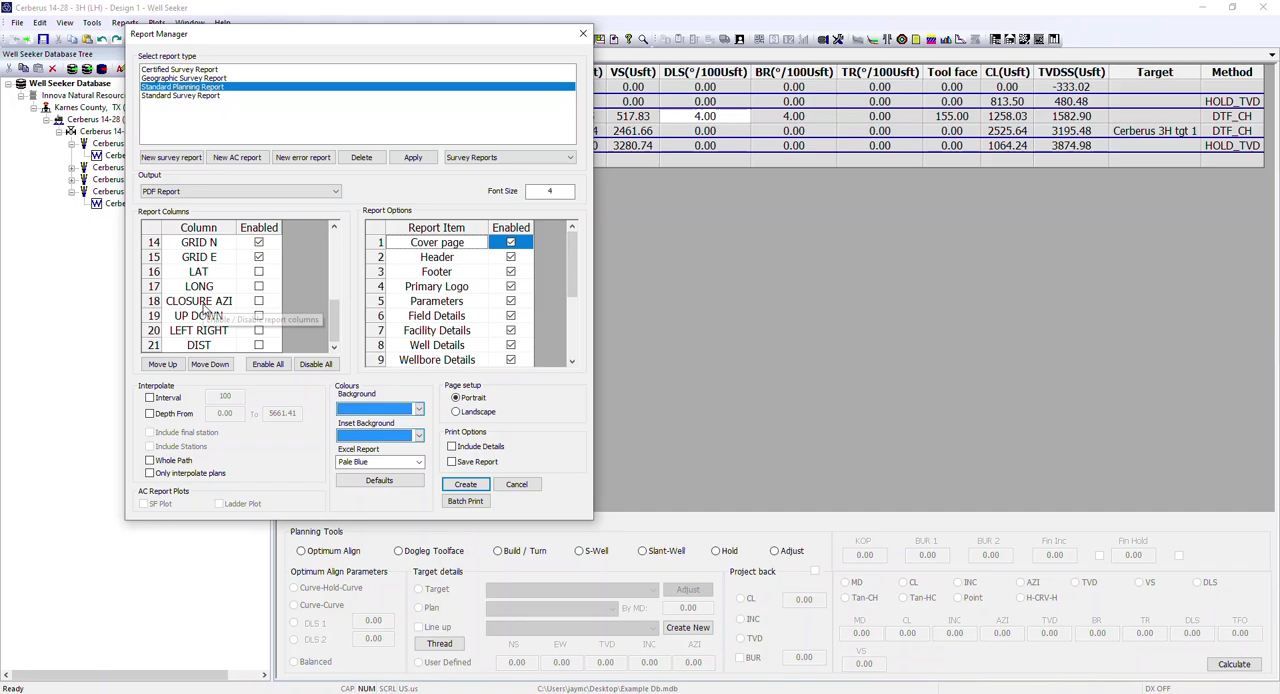 Cerberus 14-28 - 3H (LH) - Design 1 - Well Seeker
File Edit View Tools Reports Plots Window
Well Seeker Database Tree
Well Seeker Database
Innova Natural Resour
Karnes County, TX
Cerberus 14-28 (
Cerberus 14-
Cerberus
Cerbe
Cerberus
Cerberus
Cerberus
Cerbe
Report Manager
Select report type
Certified Survey Report
Geographic Survey Report
Standard Planning Report
Standard Survey Report
New survey report New AC report New error report Delete Apply Survey Reports
Output
PDF Report Font Size 4
Report Columns
Column Enabled
14 GRID N
15 GRID E
16 LAT
17 LONG
18 CLOSURE AZI
19 UP DOWN
Disable report columns
20 LEFT RIGHT
21 DIST
Move Up Move Down Enable All Disable All
Report Options
Report Item Enabled
1 Cover page
2 Header
3 Footer
4 Primary Logo
5 Parameters
6 Field Details
7 Facility Details
8 Well Details
9 Wellbore Details
Interpolate
Interval 100
Depth From 0.00 To 5661.41
Include final station
Include Stations
Whole Path
Only interpolate plans
AC Report Plots
SF Plot Ladder Plot
Colours
Background
Inset Background
Excel Report
Pale Blue
Defaults
Page setup
Portrait
Landscape
Print Options
Include Details
Save Report
Create Cancel
Batch Print
VS(Usft) DLS(°/100Usft) BR(°/100Usft) TR(°/100Usft) Tool face CL(Usft) TVDSS(Usft) Target Method
0.00 0.00 0.00 0.00 0.00 0.00 -333.02
0.00 0.00 0.00 0.00 0.00 813.50 480.48 HOLD_TVD
517.83 4.00 4.00 0.00 155.00 1258.03 1582.90 DTF_CH
2461.66 0.00 0.00 0.00 0.00 2525.64 3195.48 Cerberus 3H tgt 1 DTF_CH
3280.74 0.00 0.00 0.00 0.00 1064.24 3874.98 HOLD_TVD
Planning Tools
Optimum Align Dogleg Toolface Build / Turn S-Well Slant-Well Hold Adjust
Optimum Align Parameters
Curve-Hold-Curve
Curve-Curve
DLS 1 0.00
DLS 2 0.00
Balanced
Target details
Target Adjust
Plan By MD: 0.00
Line up Create New
Thread NS EW TVD INC AZI
User Defined 0.00 0.00 0.00 0.00 0.00
Project back
CL 0.00
INC
TVD
BUR 0.00
KOP BUR 1 BUR 2 Fin Inc Fin Hold
0.00 0.00 0.00 0.00 0.00
MD CL INC AZI TVD VS DLS
Tan-CH Tan-HC Point H-CRV-H
MD CL INC AZI TVD BR TR DLS TFO
0.00 0.00 0.00 0.00 0.00 0.00 0.00 0.00 0.00
VS
0.00 Calculate
Ready CAP NUM SCRL US.us C:\Users\jaymc\Desktop\Example Db.mdb DX OFF